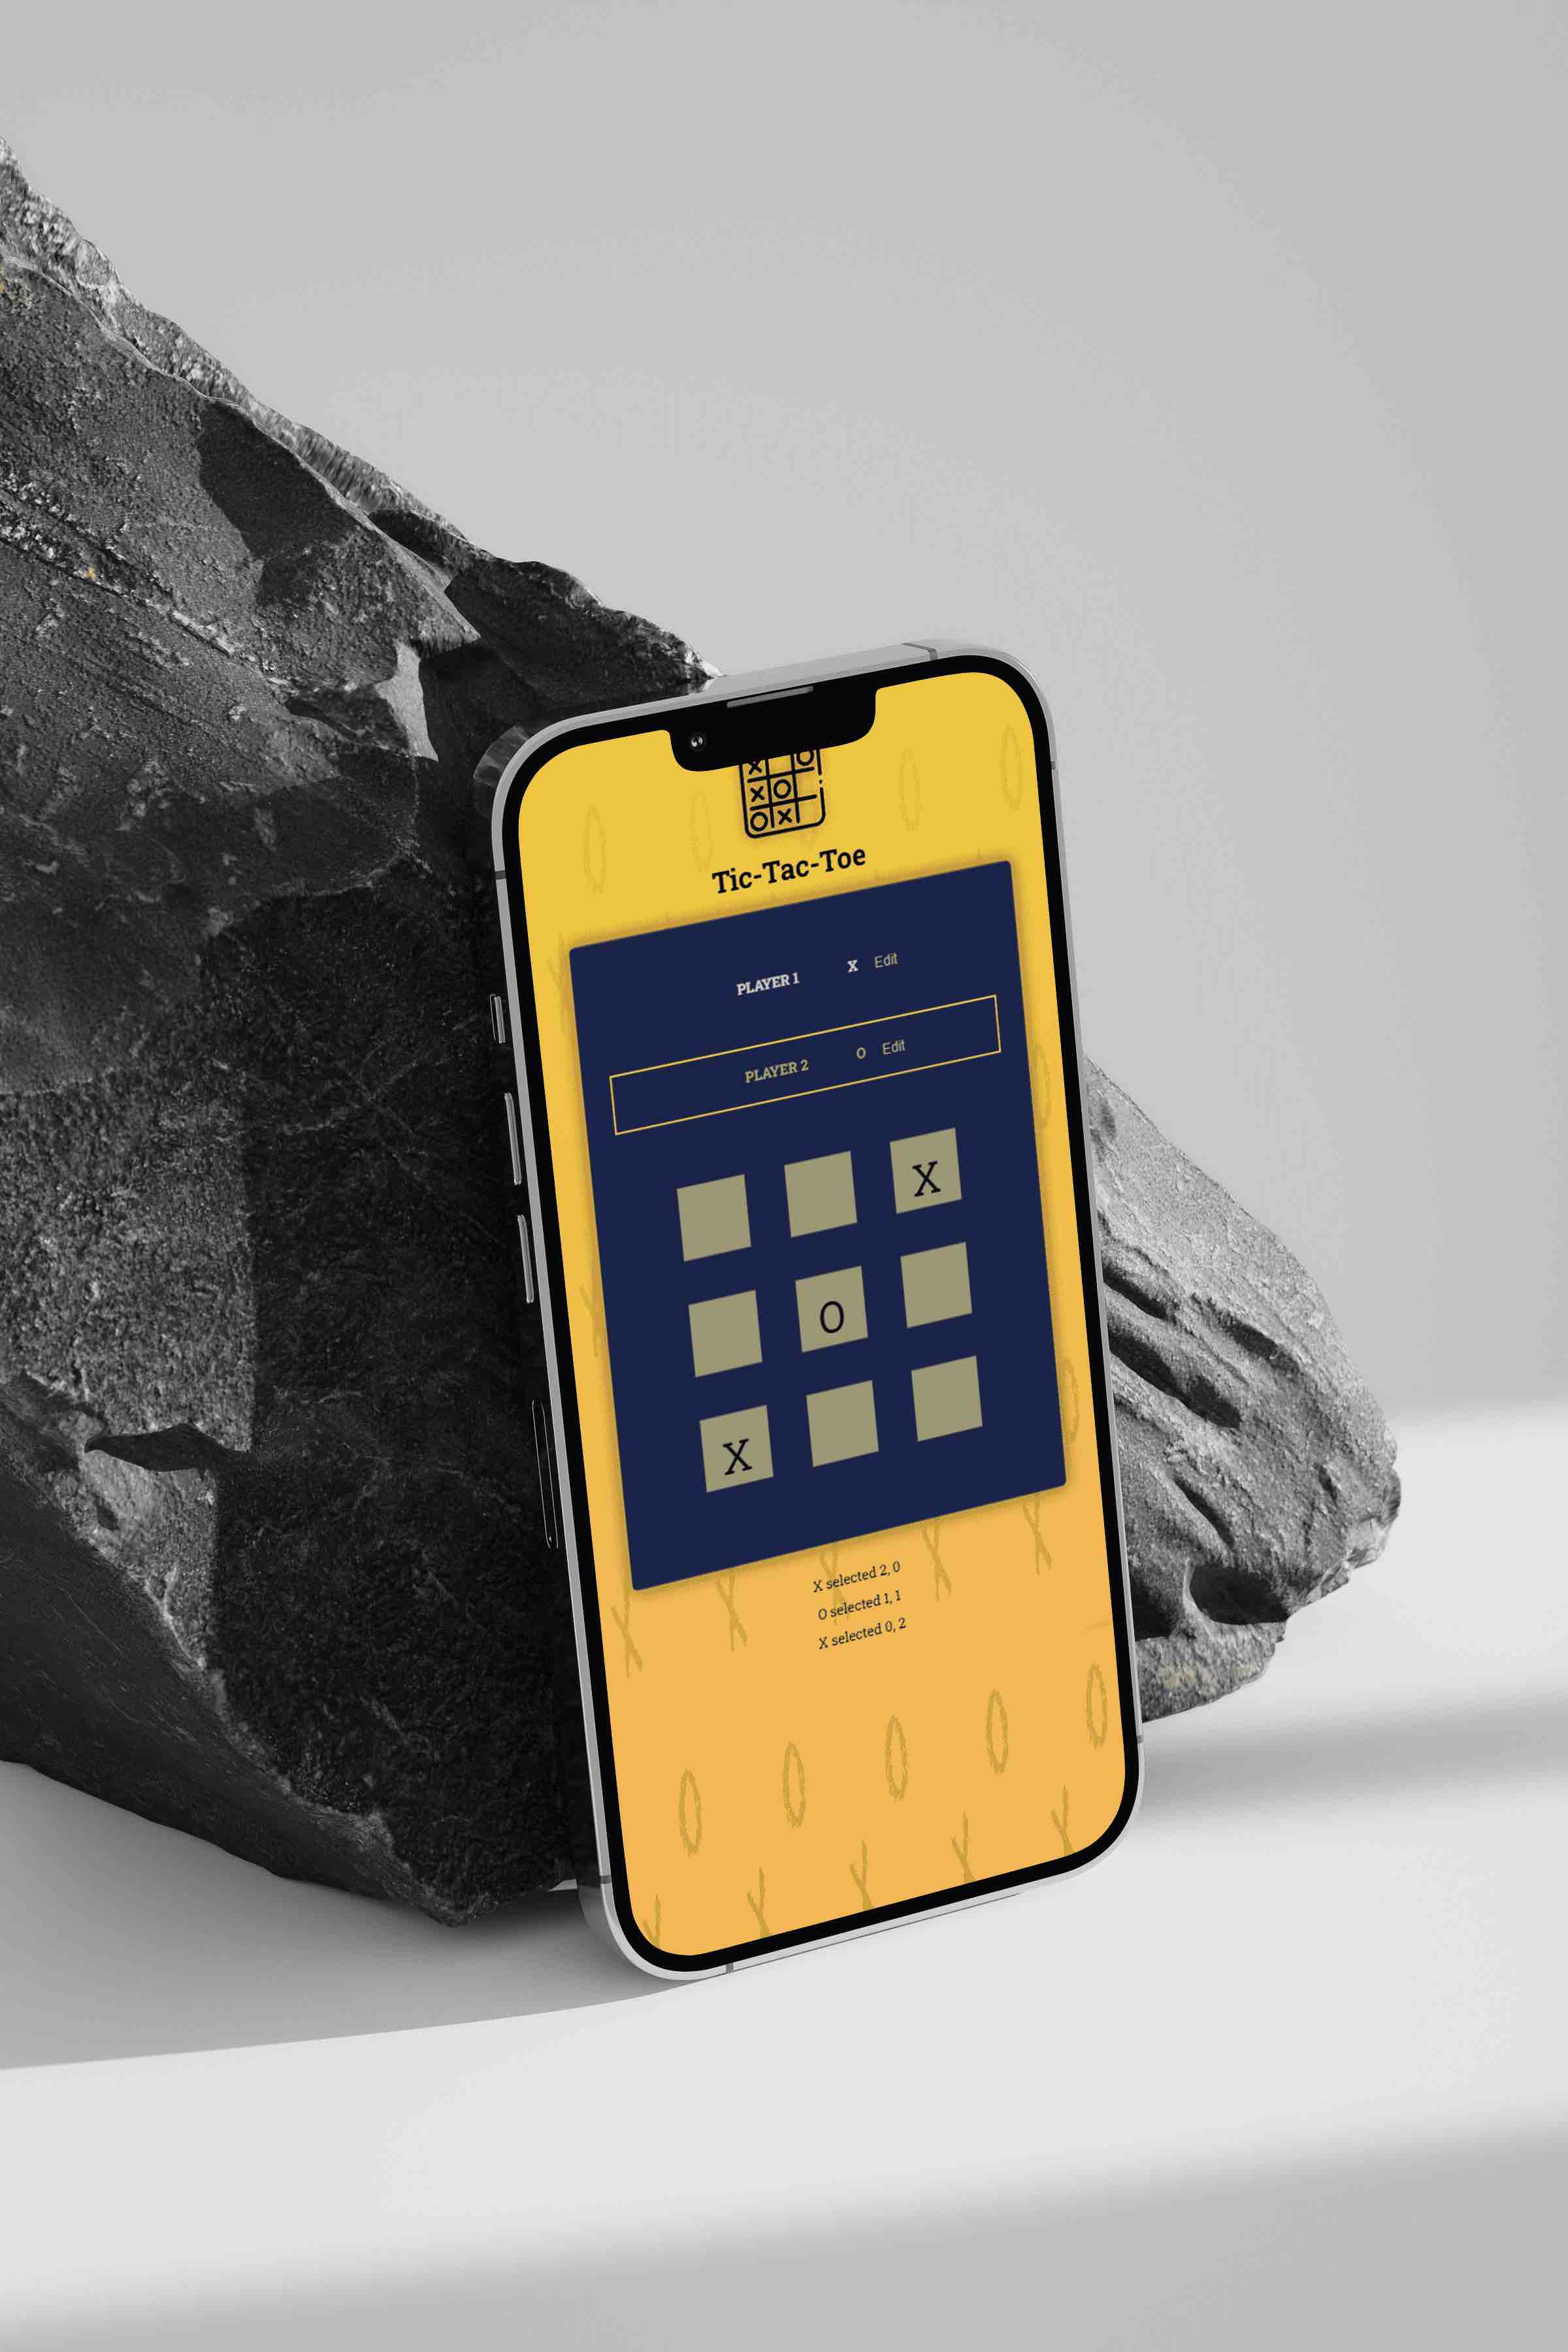 X O
X O
O X
Tic-Tac-Toe
PLAYER 1 X Edit
PLAYER 2 O Edit
X
O
X
X selected 2, 0
O selected 1, 1
X selected 0, 2